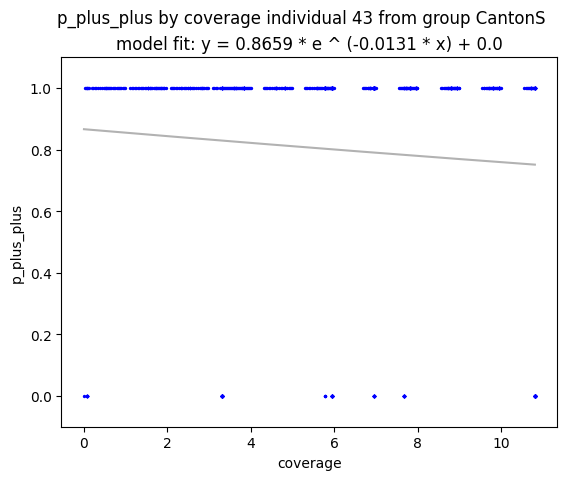 p_plus_plus by coverage individual 43 from group CantonS
model fit: y = 0.8659 * e ^ (-0.0131 * x) + 0.0
1.0
0.8
0.6
0.4
0.2
0.0
p_plus_plus
0 2 4 6 8 10
coverage